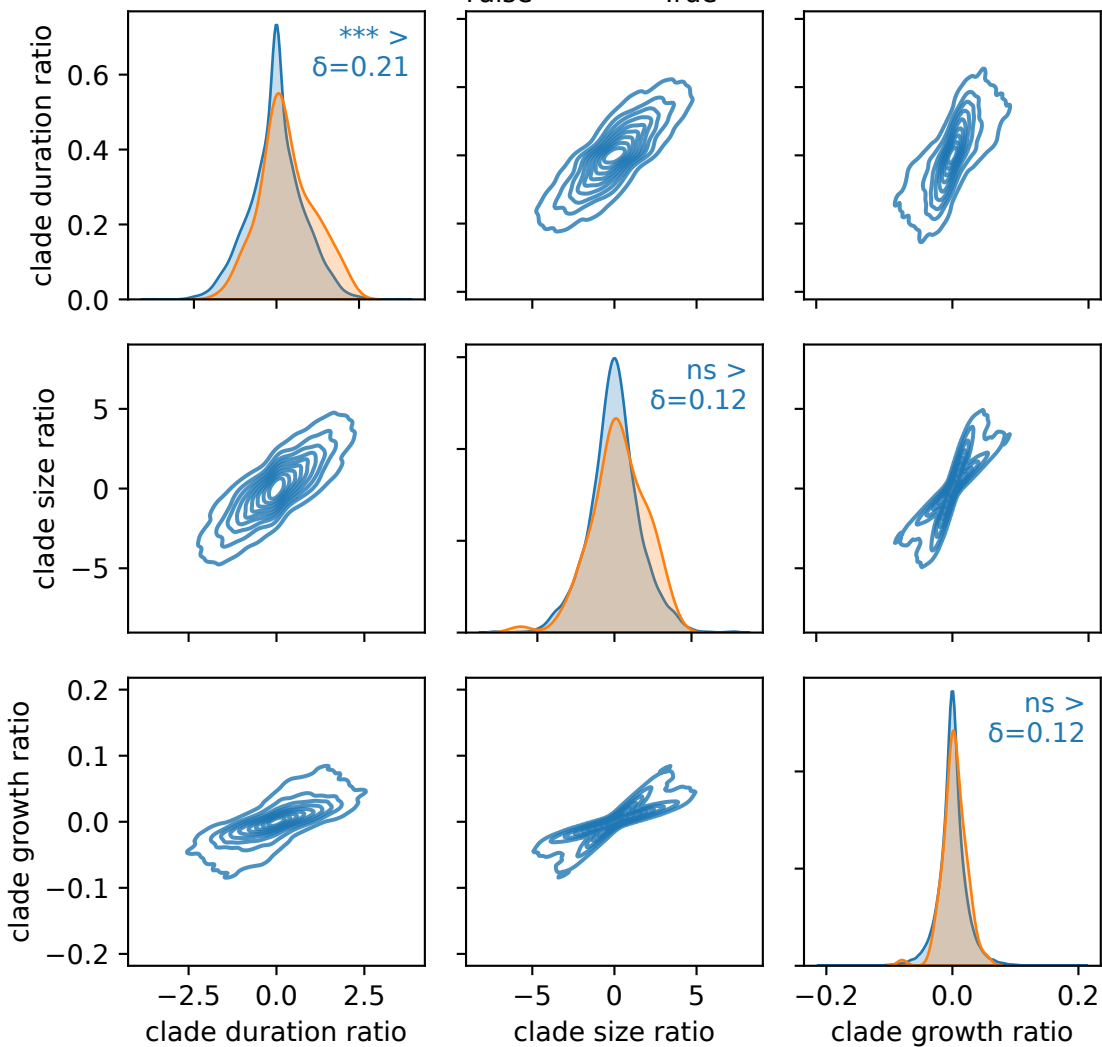 *** >
δ=0.21
clade duration ratio
0.6
0.4
0.2
0.0
ns >
δ=0.12
clade size ratio
5
0
−5
ns >
δ=0.12
clade growth ratio
0.2
0.1
0.0
−0.1
−0.2
−2.5 0.0 2.5 −5 0 5 −0.2 0.0 0.2
clade duration ratio clade size ratio clade growth ratio